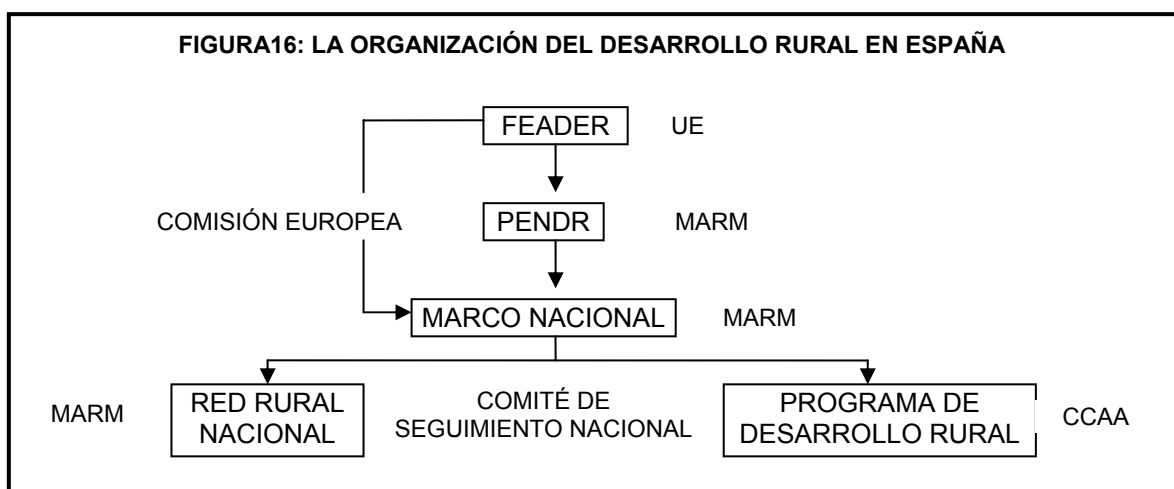 FIGURA16: LA ORGANIZACIÓN DEL DESARROLLO RURAL EN ESPAÑA
FEADER UE
COMISIÓN EUROPEA PENDR MARM
MARCO NACIONAL MARM
MARM
RED RURAL
NACIONAL
COMITÉ DE
SEGUIMIENTO NACIONAL
PROGRAMA DE
DESARROLLO RURAL
CCAA